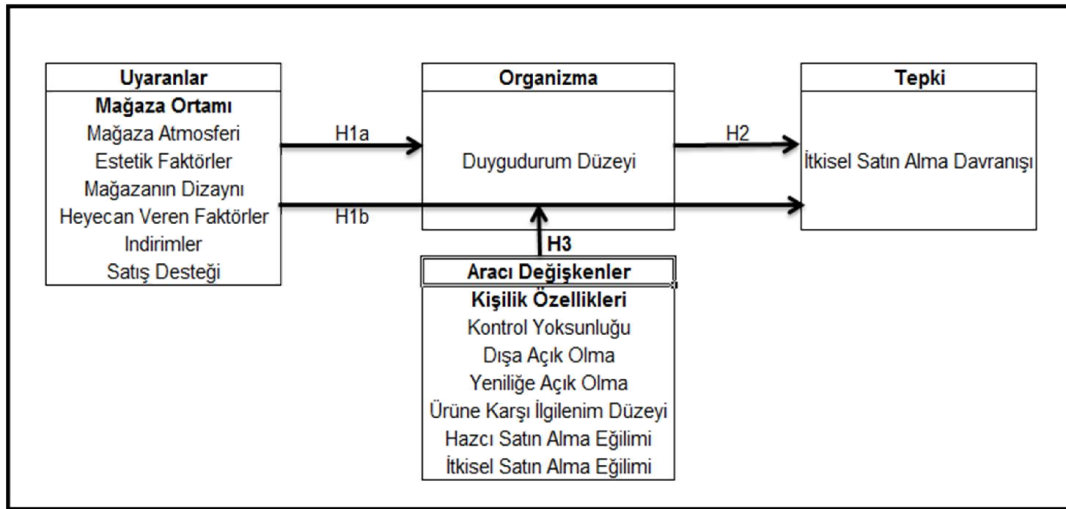 Uyaranlar
Mağaza Ortamı
Mağaza Atmosferi
Estetik Faktörler
Mağazanın Dizaynı
Heyecan Veren Faktörler
Indirimler
Satış Desteği
H1a
H1b
Organizma
Duygudurum Düzeyi
H2
Tepki
İtkisel Satın Alma Davranışı
H3
Aracı Değişkenler
Kişilik Özellikleri
Kontrol Yoksunluğu
Dışa Açık Olma
Yeniliğe Açık Olma
Ürüne Karşı İlgilenim Düzeyi
Hazcı Satın Alma Eğilimi
İtkisel Satın Alma Eğilimi